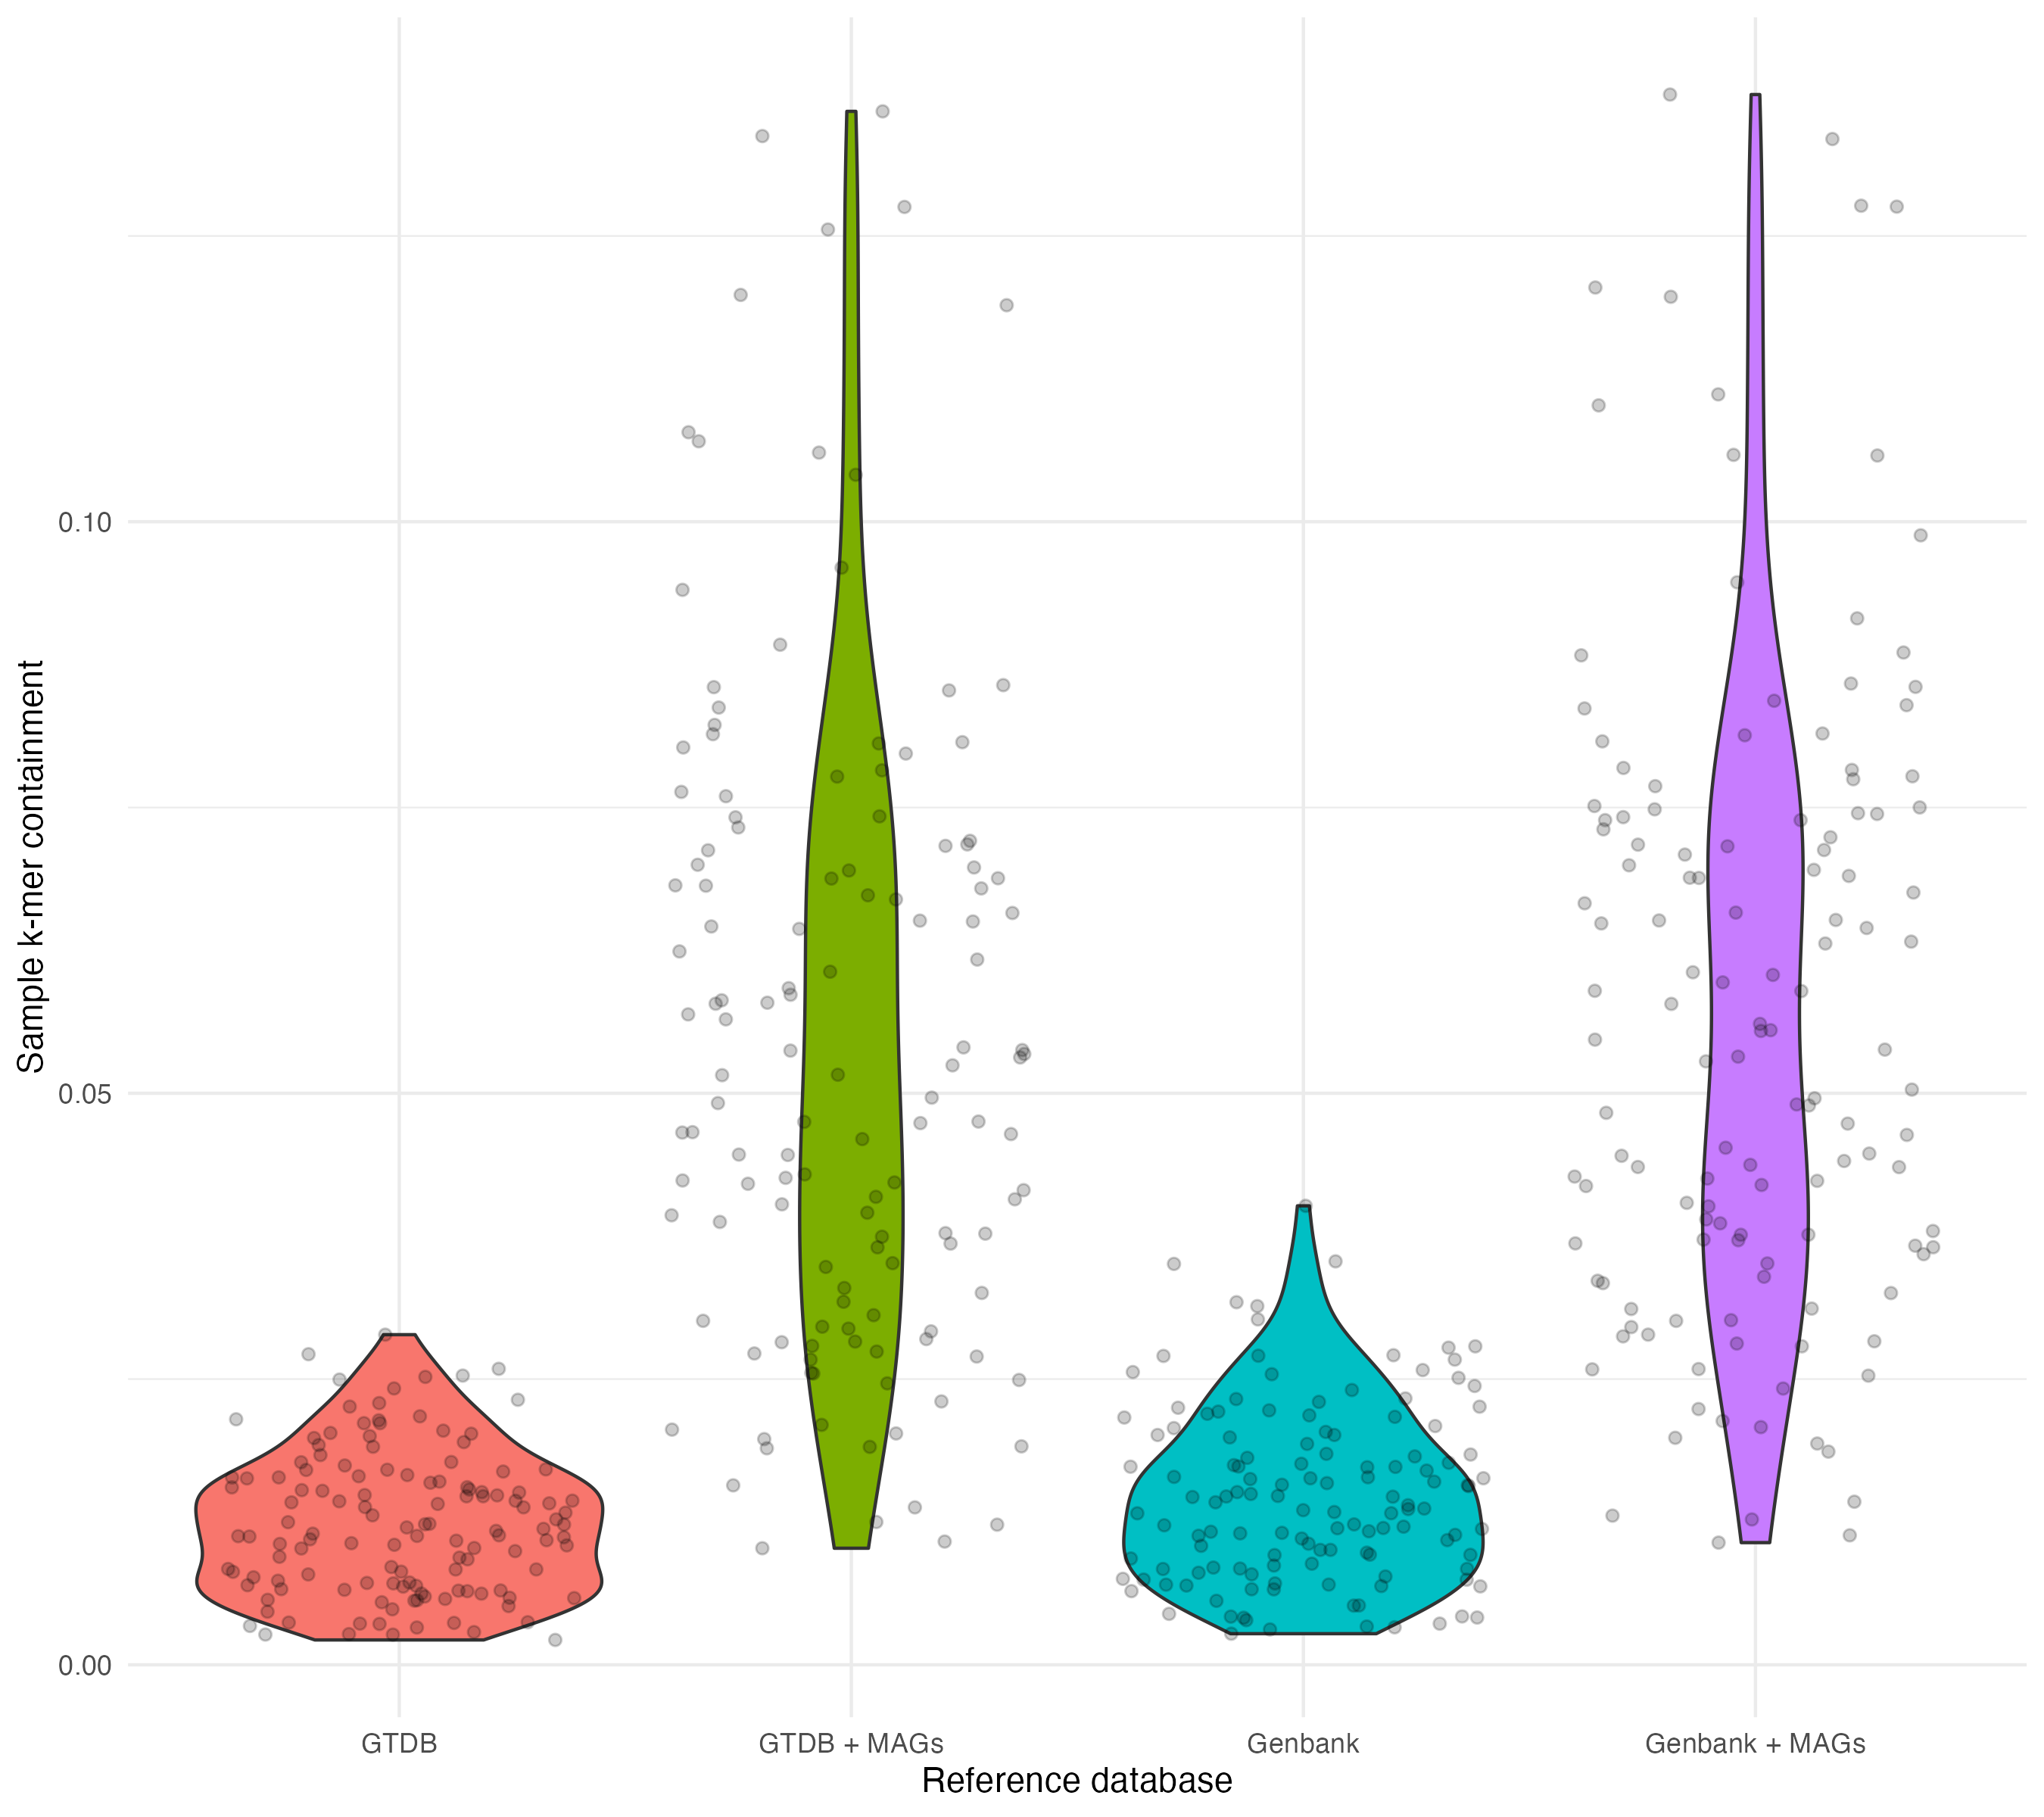 Sample k-mer containment
0.10
0.05
0.00
GTDB
GTDB + MAGs
Genbank
Genbank + MAGs
Reference database